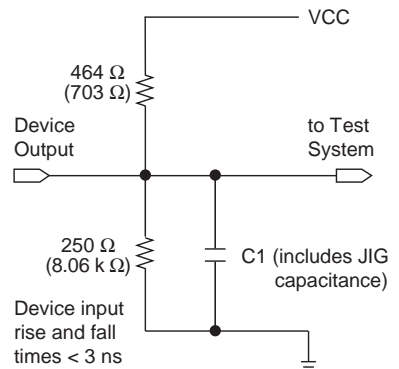 VCC
464 Ω
(703 Ω)
Device
Output
to Test
System
250 Ω
(8.06 k Ω)
C1 (includes JIG
capacitance)
Device input
rise and fall
times < 3 ns